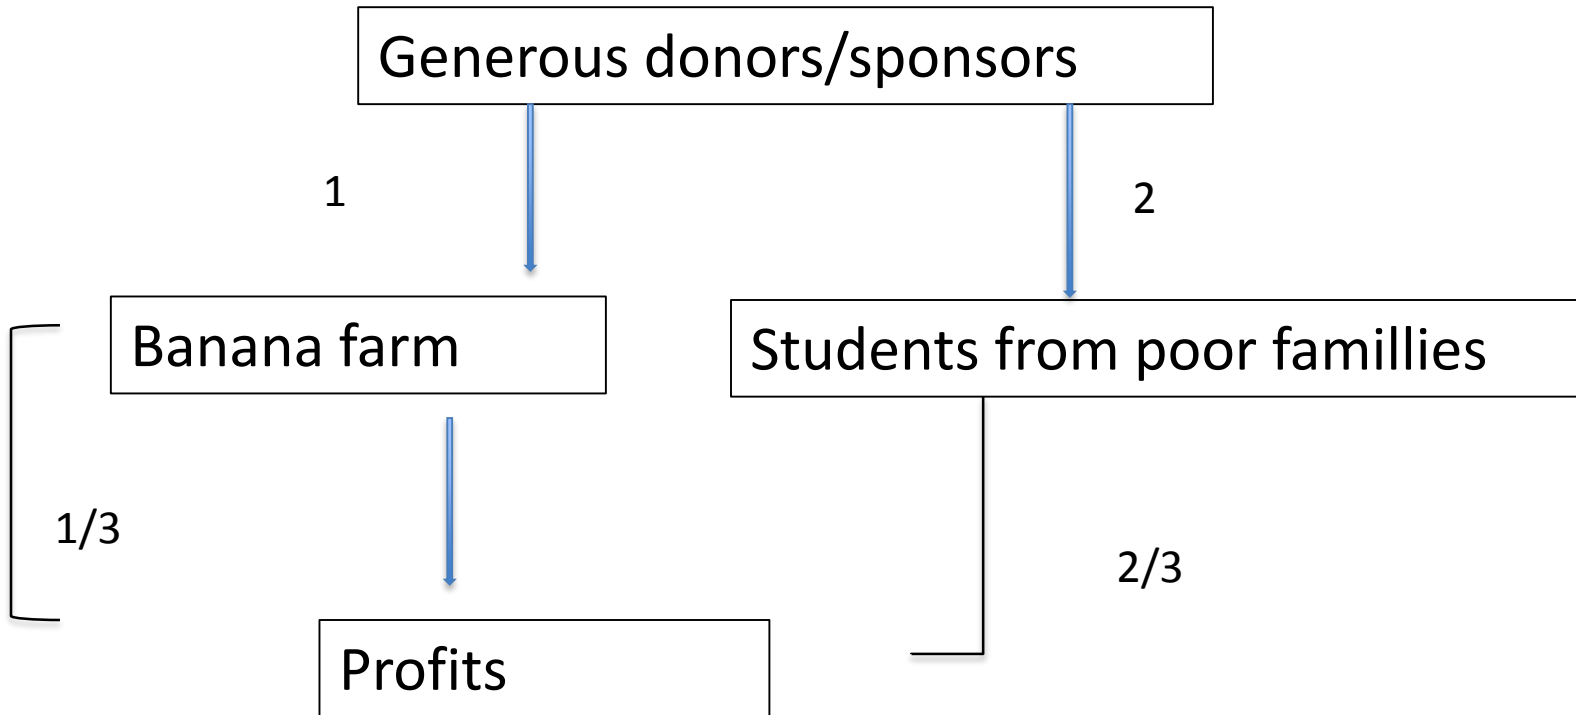 Generous donors/sponsors
1
2
Banana farm
Students from poor famillies
1/3
2/3
Profits